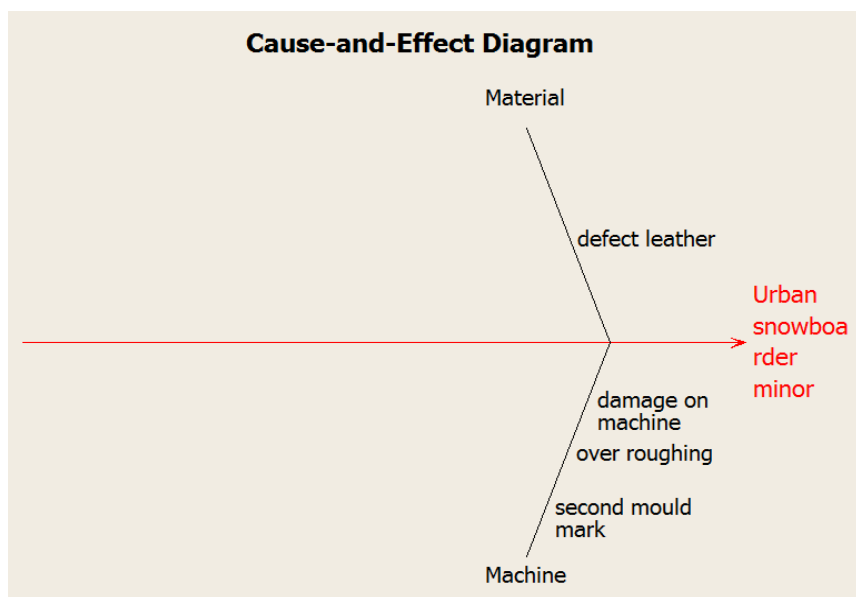 Cause-and-Effect Diagram
Material
defect leather
Urban
snowboa
rder
minor
damage on
machine
over roughing
second mould
mark
Machine